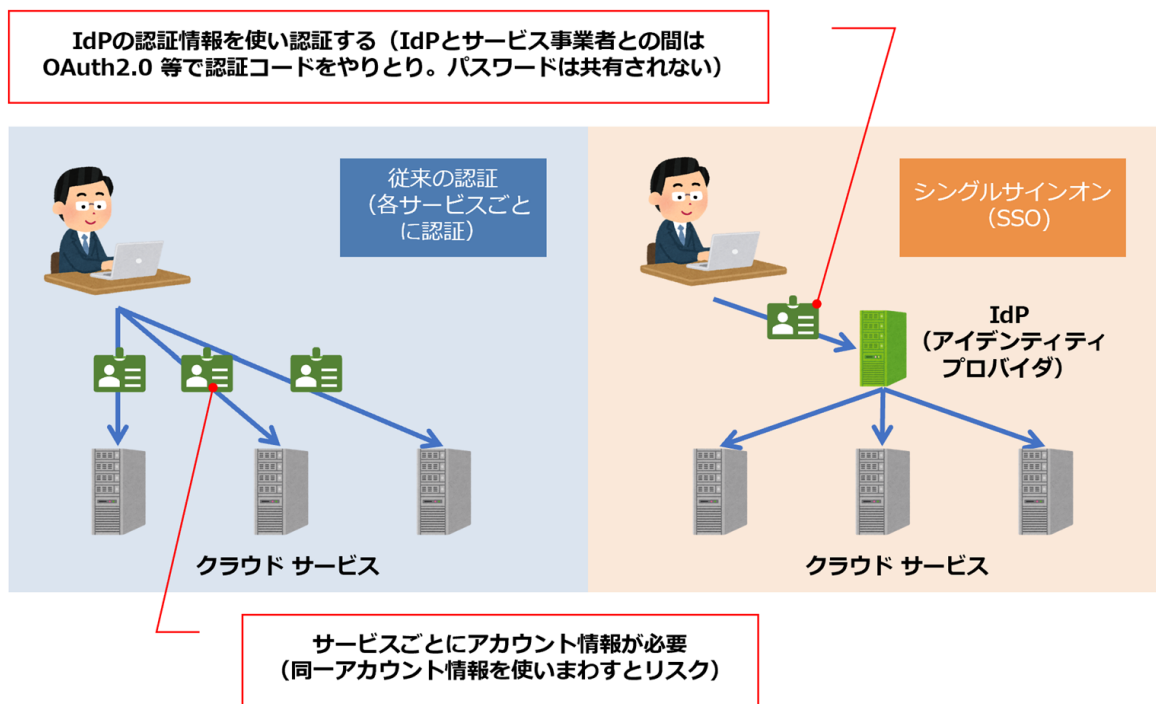 IdPの認証情報を使い認証する（IdPとサービス事業者との間は
OAuth2.0 等で認証コードをやりとり。パスワードは共有されない）
従来の認証
（各サービスごと
に認証）
クラウド サービス
サービスごとにアカウント情報が必要
（同一アカウント情報を使いまわすとリスク）
シングルサインオン
（SSO）
IdP
（アイデンティティ
プロバイダ）
クラウド サービス